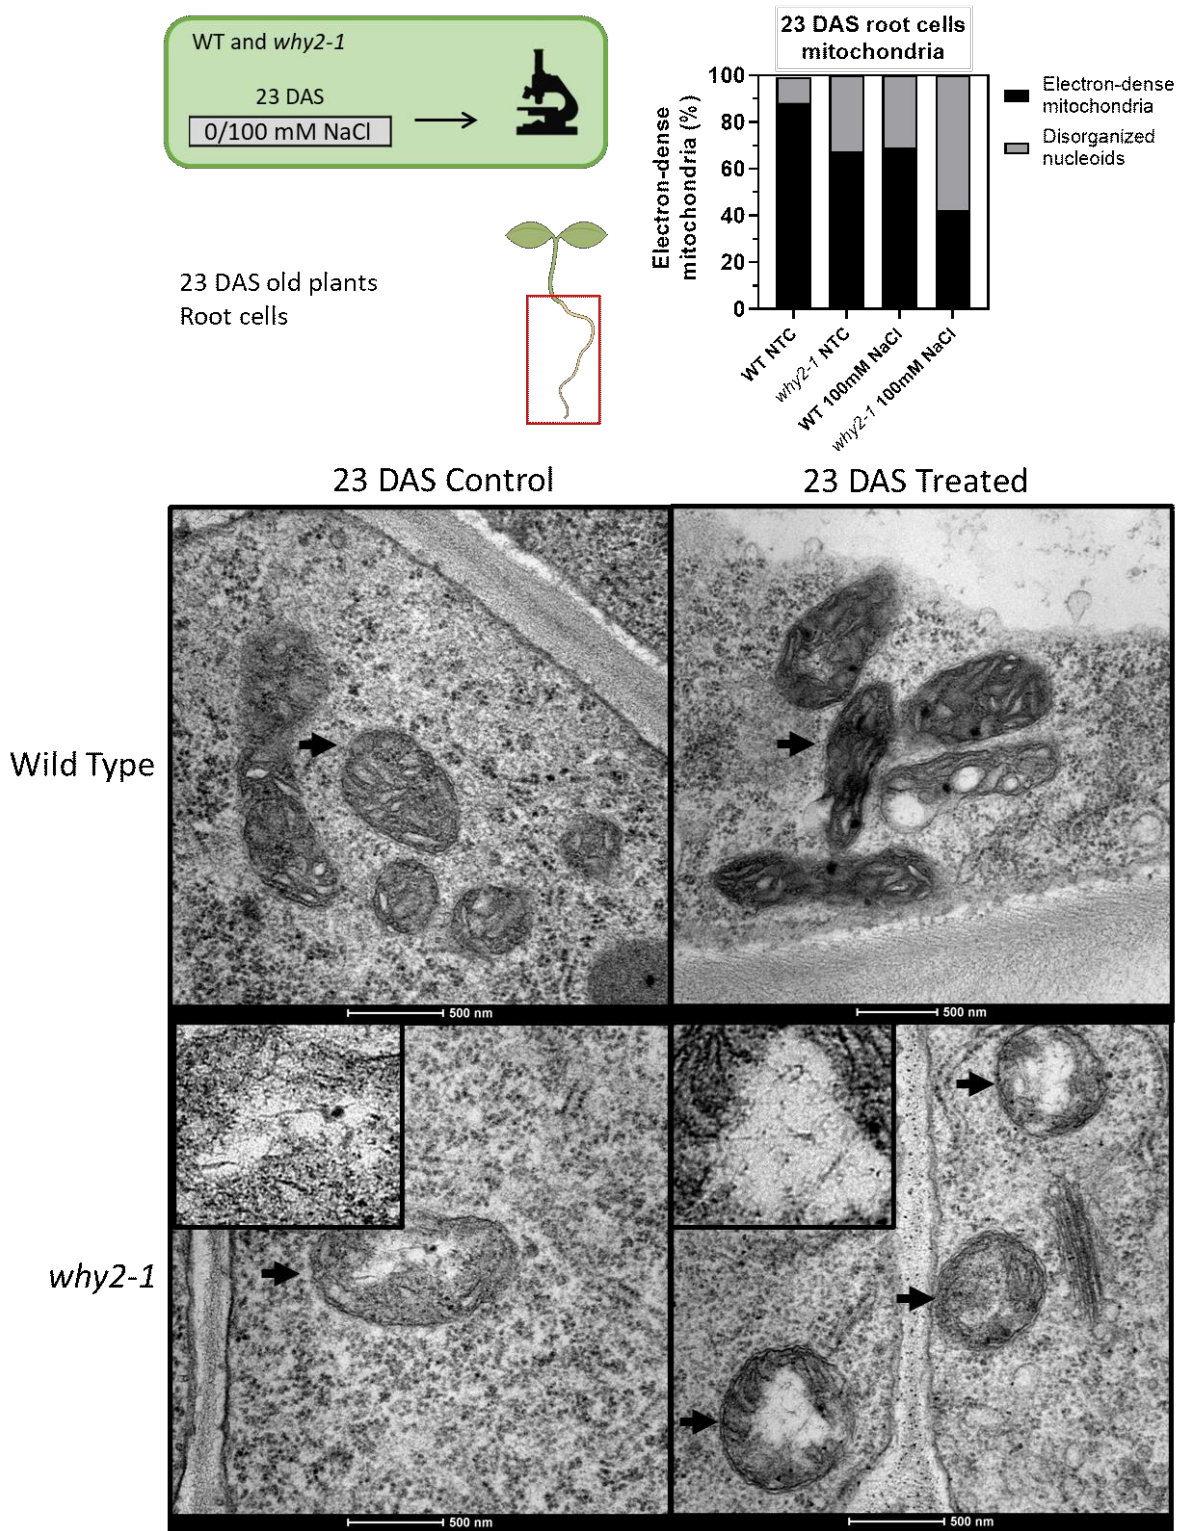 WT and why2-1
23 DAS
0/100 mM NaCl
23 DAS old plants
Root cells
23 DAS root cells
mitochondria
Electron-dense
mitochondria (%)
100
80
60
40
20
0
WT NTC
why2-1 NTC
WT 100mM NaCl
why2-1 100mM NaCl
Electron-dense
mitochondria
Disorganized
nucleoids
23 DAS Control
23 DAS Treated
Wild Type
500 nm
500 nm
why2-1
500 nm
500 nm